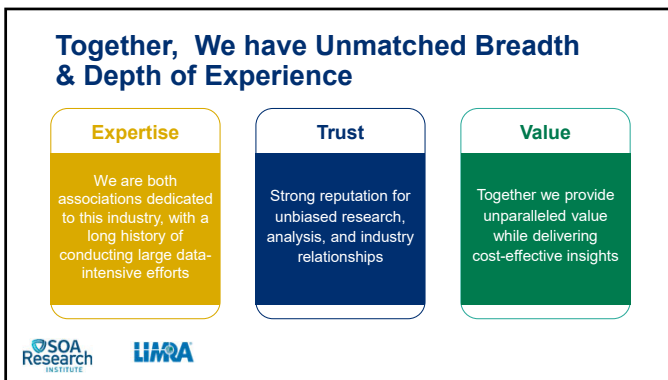 Together,  We have Unmatched Breadth
& Depth of Experience
Expertise
We are both
associations dedicated
to this industry, with a
long history of
conducting large data-
intensive efforts
Trust
Strong reputation for
unbiased research,
analysis, and industry
relationships
Value
Together we provide
unparalleled value
while delivering
cost-effective insights
SOA
Research
INSTITUTE
LIMRA